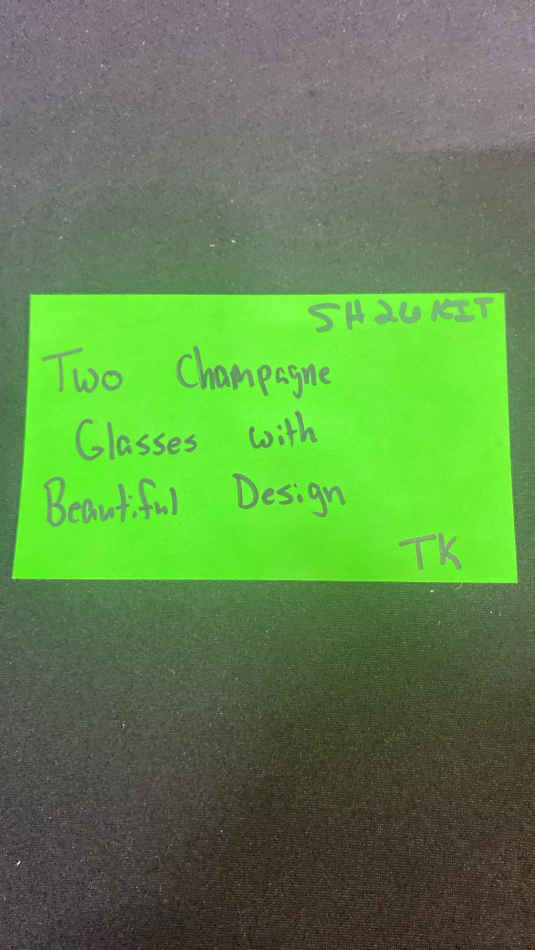 SH26KIT
Two Champagne
Glasses with
Beautiful Design
TK